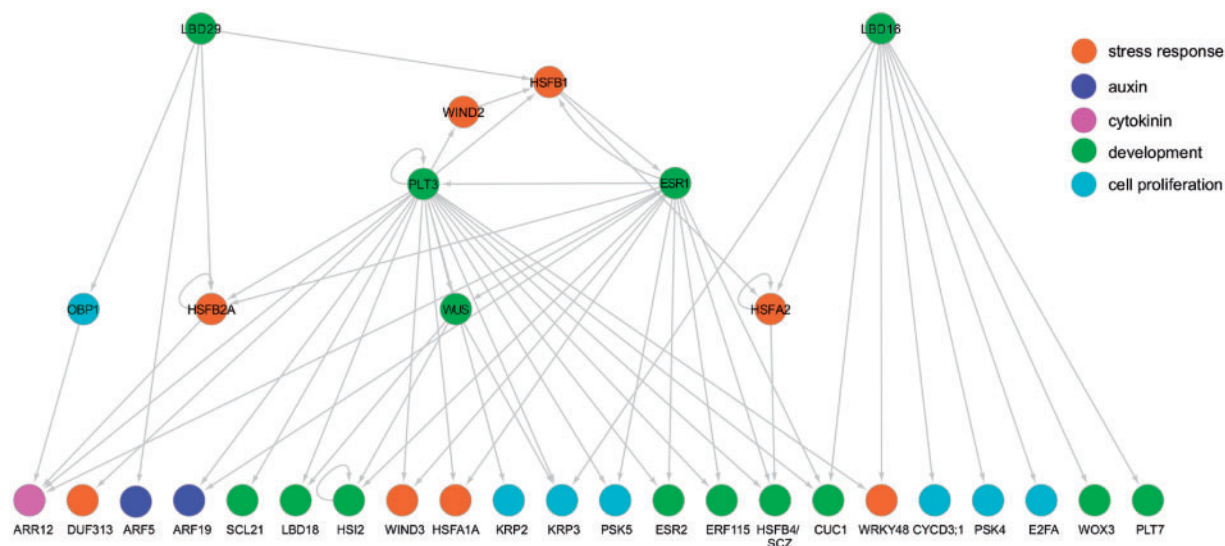 LBD29
LBD16
HSFB1
WIND2
PLT3
ESR1
OBP1
HSFB2A
WUS
HSFA2
stress response
auxin
cytokinin
development
cell proliferation
ARR12
DUF313
ARF5
ARF19
SCL21
LBD18
HSI2
WIND3
HSFA1A
KRP2
KRP3
PSK5
ESR2
ERF115
HSFB4/
SCZ
CUC1
WRKY48
CYCD3;1
PSK4
E2FA
WOX3
PLT7